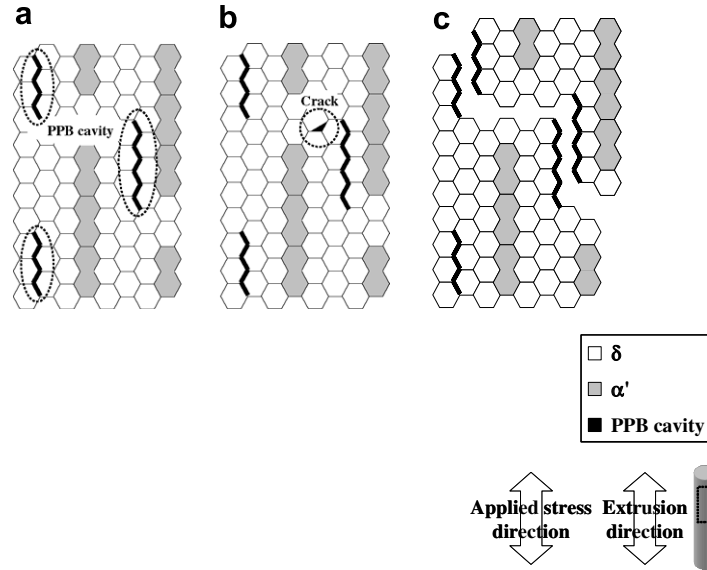 a b c
PPB cavity
Crack
δ
α'
PPB cavity
Applied stress direction
Extrusion direction